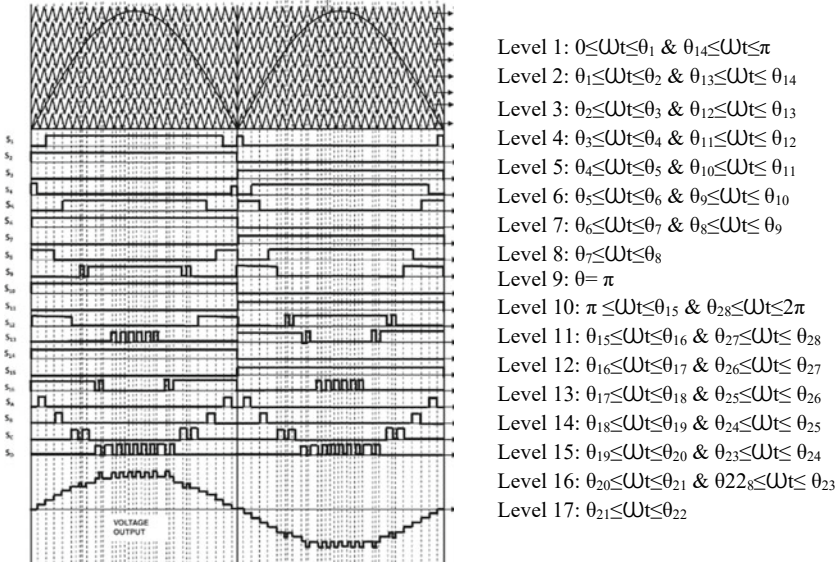 S₁
S₂
S₃
S₄
S₅
S₆
S₇
S₉
S₁₀
S₁₁
S₁₂
S₁₃
S₁₄
S₁₅
S₁₆
S_A
S_B
S_C
S_D
VOLTAGE
OUTPUT
Level 1: 0≤ωt≤θ₁ & θ₁₄≤ωt≤π
Level 2: θ₁≤ωt≤θ₂ & θ₁₃≤ωt≤ θ₁₄
Level 3: θ₂≤ωt≤θ₃ & θ₁₂≤ωt≤ θ₁₃
Level 4: θ₃≤ωt≤θ₄ & θ₁₁≤ωt≤ θ₁₂
Level 5: θ₄≤ωt≤θ₅ & θ₁₀≤ωt≤ θ₁₁
Level 6: θ₅≤ωt≤θ₆ & θ₉≤ωt≤ θ₁₀
Level 7: θ₆≤ωt≤θ₇ & θ₈≤ωt≤ θ₉
Level 8: θ₇≤ωt≤θ₈
Level 9: θ= π
Level 10: π ≤ωt≤θ₁₅ & θ₂₈≤ωt≤2π
Level 11: θ₁₅≤ωt≤θ₁₆ & θ₂₇≤ωt≤ θ₂₈
Level 12: θ₁₆≤ωt≤θ₁₇ & θ₂₆≤ωt≤ θ₂₇
Level 13: θ₁₇≤ωt≤θ₁₈ & θ₂₅≤ωt≤ θ₂₆
Level 14: θ₁₈≤ωt≤θ₁₉ & θ₂₄≤ωt≤ θ₂₅
Level 15: θ₁₉≤ωt≤θ₂₀ & θ₂₃≤ωt≤ θ₂₄
Level 16: θ₂₀≤ωt≤θ₂₁ & θ22₈≤ωt≤ θ₂₃
Level 17: θ₂₁≤ωt≤θ₂₂